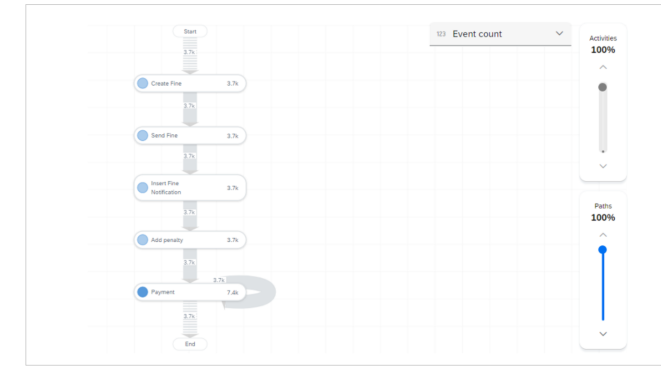 Start
123 Event count
Activities
100%
3.7k
Create Fine 3.7k
3.7k
Send Fine 3.7k
3.7k
Insert Fine
Notification
3.7k
3.7k
Add penalty 3.7k
3.7k
3.7k
Payment 7.4k
3.7k
End
Paths
100%